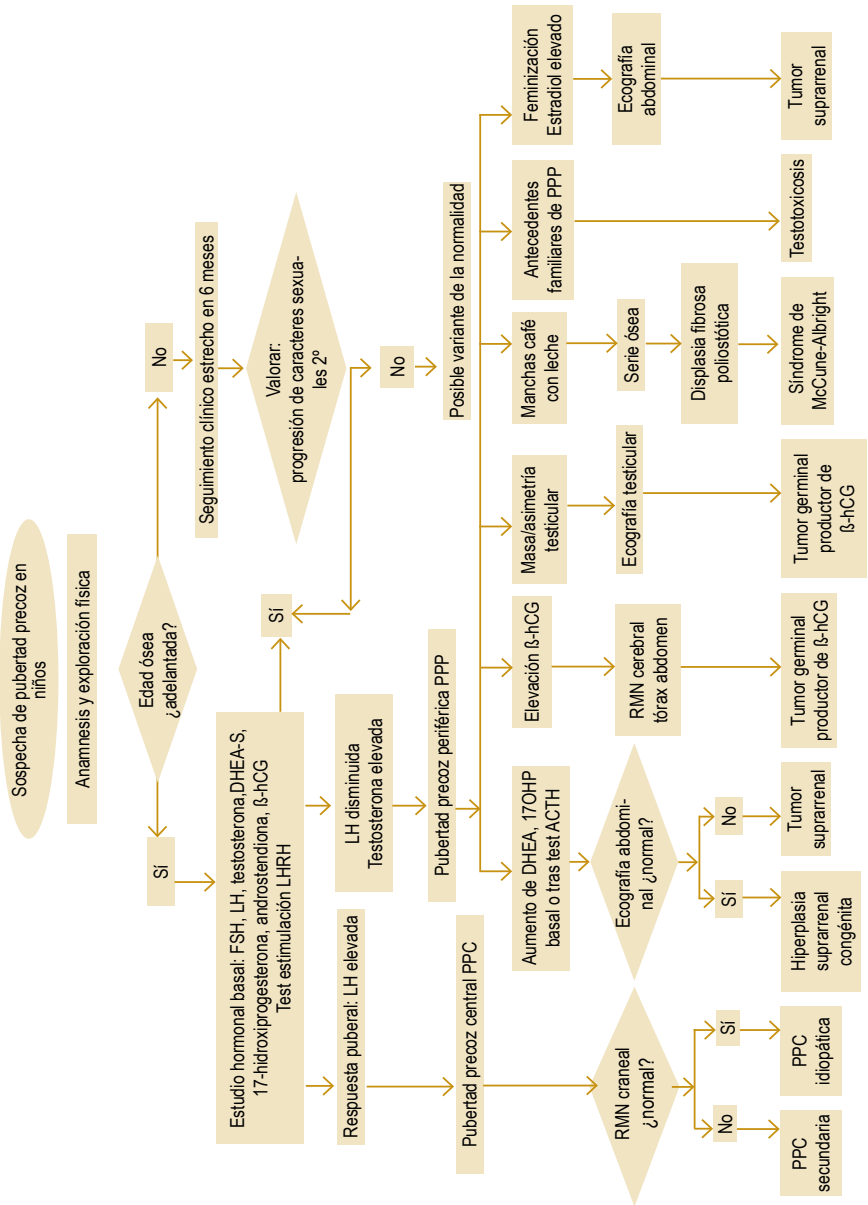 Sospecha de pubertad precoz en
niños
Anamnesis y exploración física
Edad ósea
¿adelantada?
Sí
No
Seguimiento clínico estrecho en 6 meses
Valorar:
progresión de caracteres sexua-
les 2º
Sí
No
Posible variante de la normalidad
Estudio hormonal basal: FSH, LH, testosterona,DHEA-S,
17-hidroxiprogesterona, androstendiona, ß-hCG
Test estimulación LHRH
Respuesta puberal: LH elevada
LH disminuida
Testosterona elevada
Pubertad precoz central PPC
Pubertad precoz periférica PPP
RMN craneal
¿normal?
No
Sí
PPC
secundaria
PPC
idiopática
Aumento de DHEA, 17OHP
basal o tras test ACTH
Ecografía abdomi-
nal ¿normal?
Sí
No
Hiperplasia
suprarrenal
congénita
Tumor
suprarrenal
Elevación ß-hCG
RMN cerebral
tórax abdomen
Tumor germinal
productor de ß-hCG
Masa/asimetría
testicular
Ecografía testicular
Tumor germinal
productor de
ß-hCG
Manchas café
con leche
Serie ósea
Displasia fibrosa
poliostótica
Síndrome de
McCune-Albright
Antecedentes
familiares de PPP
Testotoxicosis
Feminización
Estradiol elevado
Ecografía
abdominal
Tumor
suprarrenal